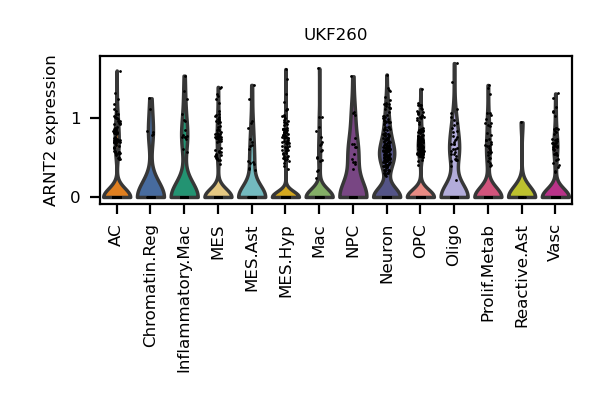 UKF260
ARNT2 expression
1
0
AC
Chromatin.Reg
Inflammatory.Mac
MES
MES.Ast
MES.Hyp
Mac
NPC
Neuron
OPC
Oligo
Prolif.Metab
Reactive.Ast
Vasc